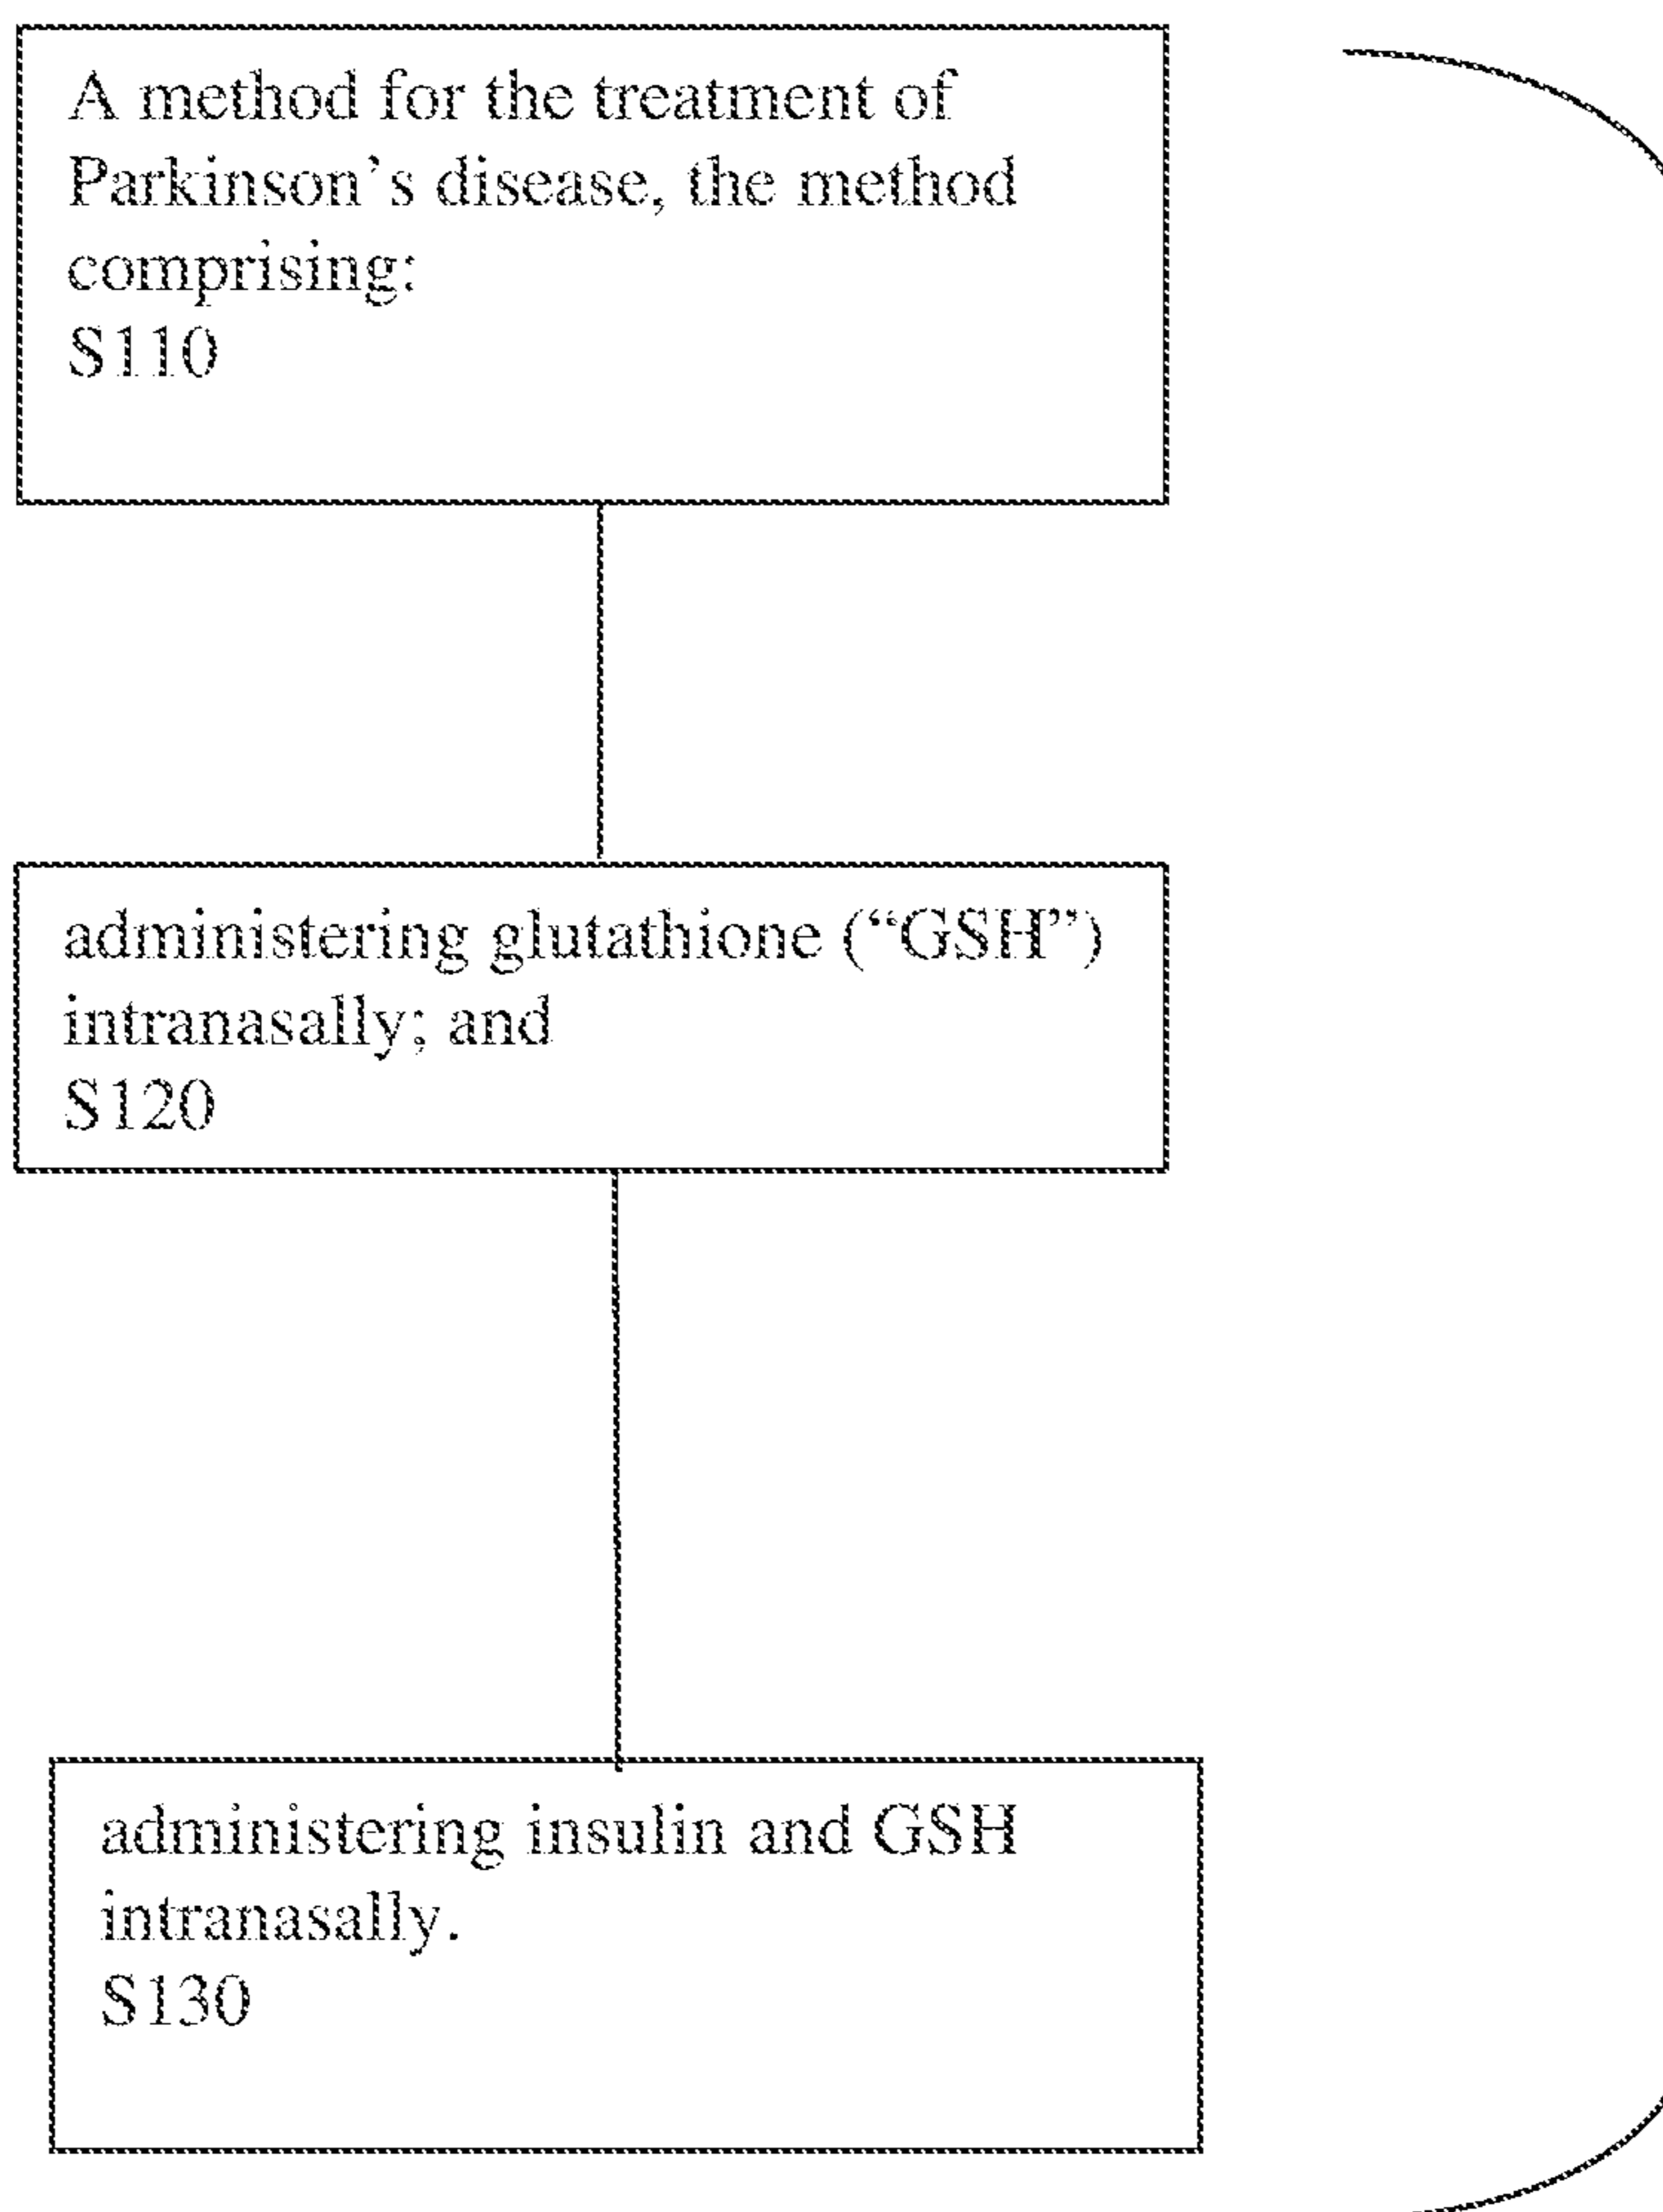 A method for the treatment of
Parkinson’s disease, the method
comprising:
S110
administering glutathione (“GSH”)
intranasally; and
S120
administering insulin and GSH
intranasally.
S130